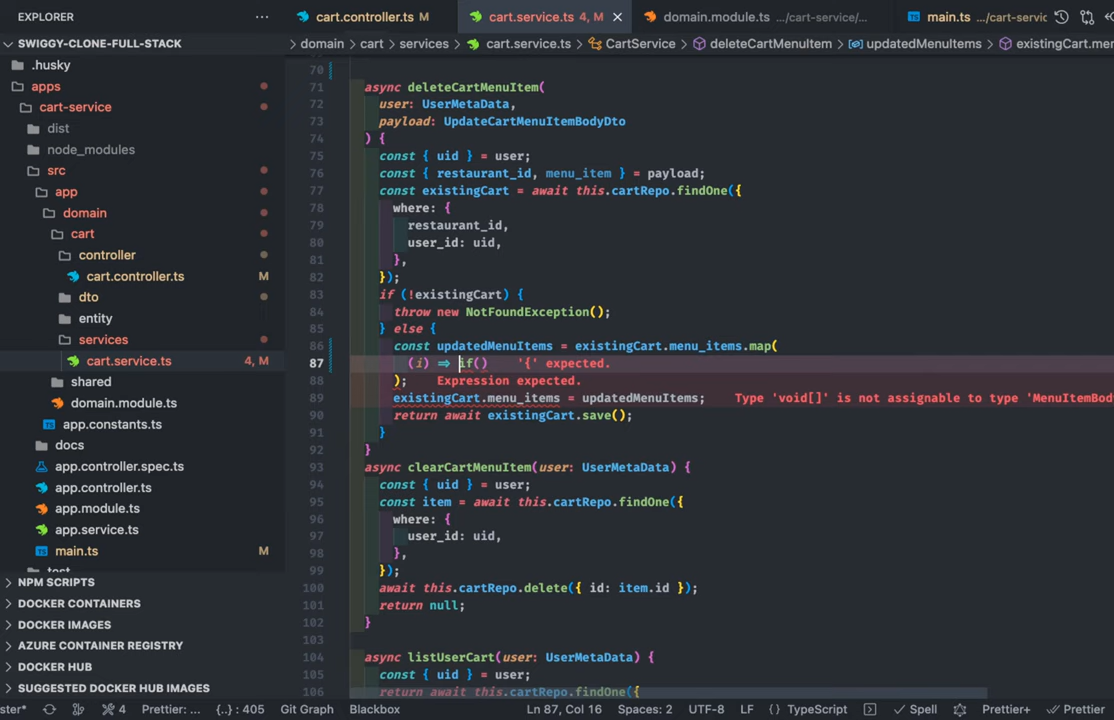 EXPLORER
SWIGGY-CLONE-FULL-STACK
.husky
apps
cart-service
dist
node_modules
src
app
domain
cart
controller
cart.controller.ts M
dto
entity
services
cart.service.ts 4, M
shared
domain.module.ts
app.constants.ts
docs
app.controller.spec.ts
app.controller.ts
app.module.ts
app.service.ts
main.ts M
test
NPM SCRIPTS
DOCKER CONTAINERS
DOCKER IMAGES
AZURE CONTAINER REGISTRY
DOCKER HUB
SUGGESTED DOCKER HUB IMAGES
cart.controller.ts M cart.service.ts 4, M domain.module.ts .../cart-service/... main.ts .../cart-servic
domain > cart > services > cart.service.ts > CartService > deleteCartMenuItem > updatedMenuItems > existingCart.men
70
71 async deleteCartMenuItem(
72 user: UserMetaData,
73 payload: UpdateCartMenuItemBodyDto
74 ) {
75 const { uid } = user;
76 const { restaurant_id, menu_item } = payload;
77 const existingCart = await this.cartRepo.findOne({
78 where: {
79 restaurant_id,
80 user_id: uid,
81 },
82 });
83 if (!existingCart) {
84 throw new NotFoundException();
85 } else {
86 const updatedMenuItems = existingCart.menu_items.map(
87 (i) => if() '{' expected.
88 ); Expression expected.
89 existingCart.menu_items = updatedMenuItems; Type 'void[]' is not assignable to type 'MenuItemBod
90 return await existingCart.save();
91 }
92 }
93 async clearCartMenuItem(user: UserMetaData) {
94 const { uid } = user;
95 const item = await this.cartRepo.findOne({
96 where: {
97 user_id: uid,
98 },
99 });
100 await this.cartRepo.delete({ id: item.id });
101 return null;
102 }
103
104 async listUserCart(user: UserMetaData) {
105 const { uid } = user;
106 return await this.cartRepo.findOne({
ster* 4 Prettier: ... {..} : 405 Git Graph Blackbox Ln 87, Col 16 Spaces: 2 UTF-8 LF {} TypeScript Spell Prettier+ Prettier